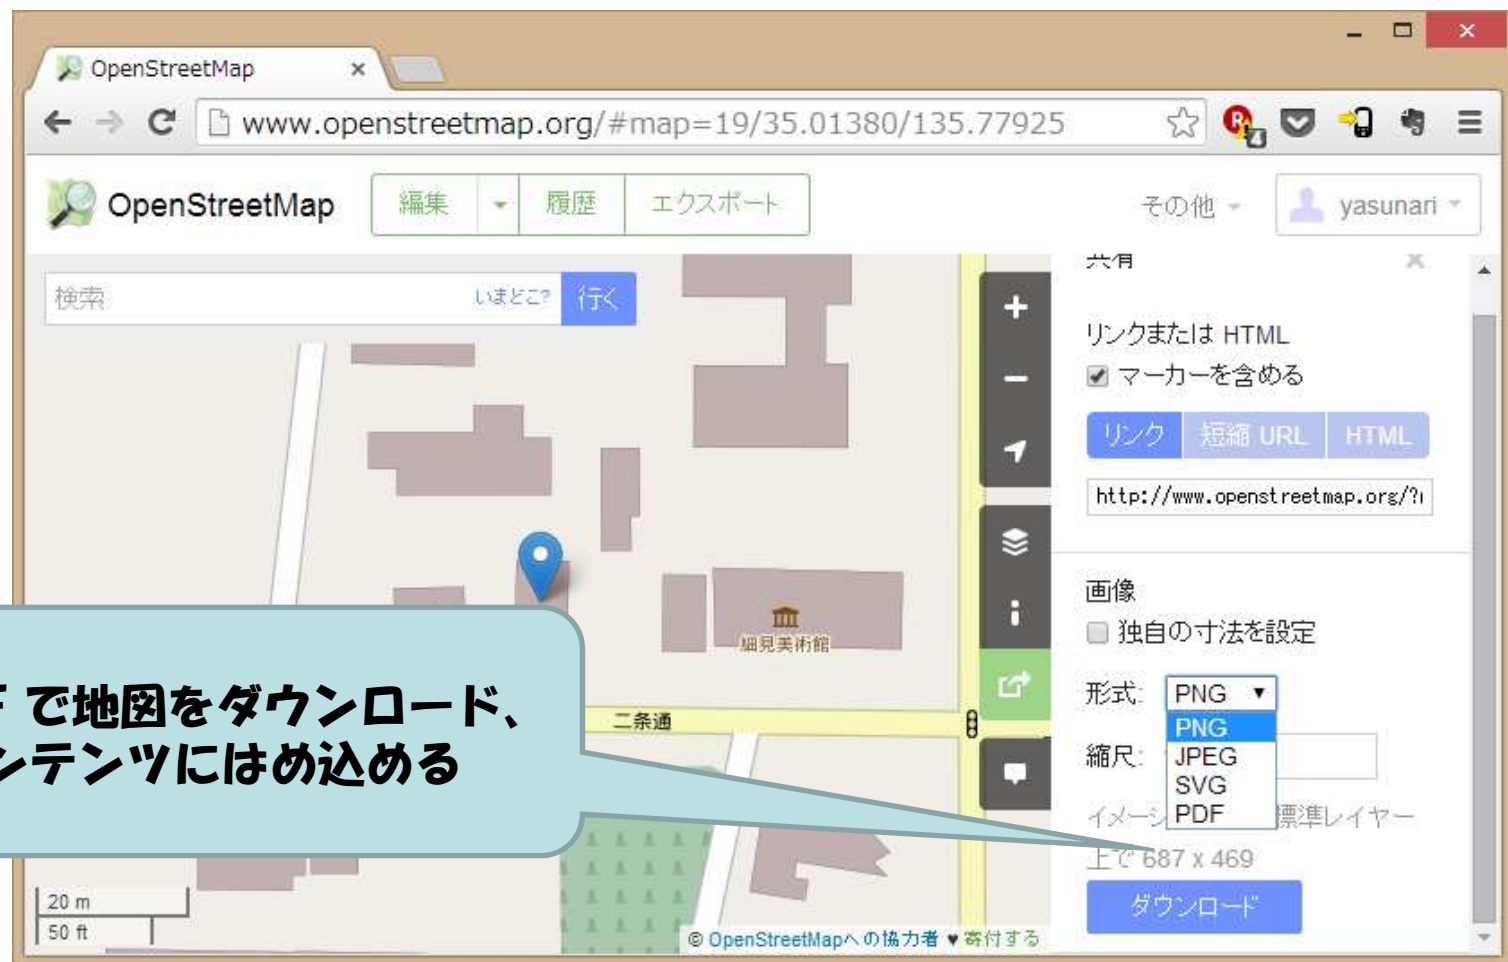 OpenStreetMap
www.openstreetmap.org/#map=19/35.01380/135.77925
4
OpenStreetMap
編集
履歴
エクスポート
その他
yasunari
検索
いまどこ?
行く
共有
リンクまたは HTML
マーカーを含める
リンク
短縮 URL
HTML
http://www.openstreetmap.org/?
画像
独自の寸法を設定
形式: PNG
PNG
JPEG
SVG
PDF
縮尺:
標準レイヤー
上で 687 x 469
ダウンロード
細見美術館
二条通
F で地図をダウンロード、
ンテンツにはめ込める
20 m
50 ft
© OpenStreetMapへの協力者 ♥ 寄付する